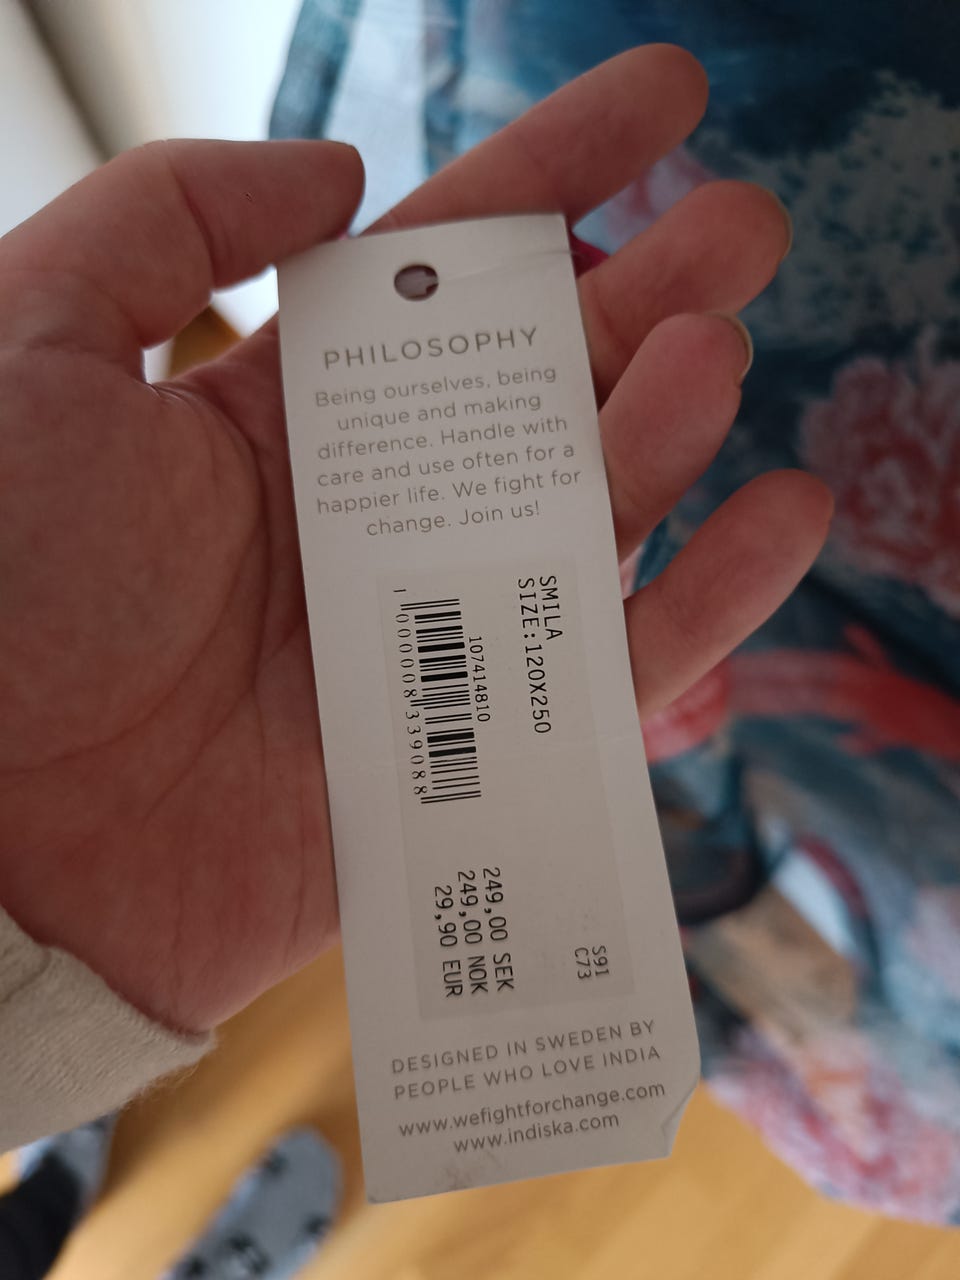 PHILOSOPHY
Being ourselves, being
unique and making
difference. Handle with
care and use often for a
happier life. We fight for
change. Join us!
SMILA
SIZE:120X250
107414810
1 000008 339088
249,00 SEK
249,00 NOK
29,90 EUR
S91
C73
DESIGNED IN SWEDEN BY
PEOPLE WHO LOVE INDIA
www.wefightforchange.com
www.indiska.com